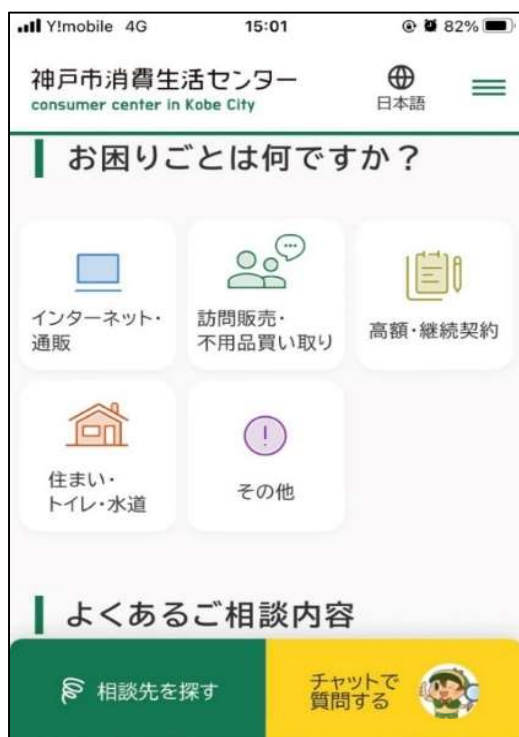 Y!mobile 4G 15:01 82%
神戸市消費生活センター
consumer center in Kobe City
日本語
お困りごとは何ですか？
インターネット・
通販
訪問販売・
不用品買い取り
高額・継続契約
住まい・
トイレ・水道
その他
よくあるご相談内容
相談先を探す
チャットで
質問する